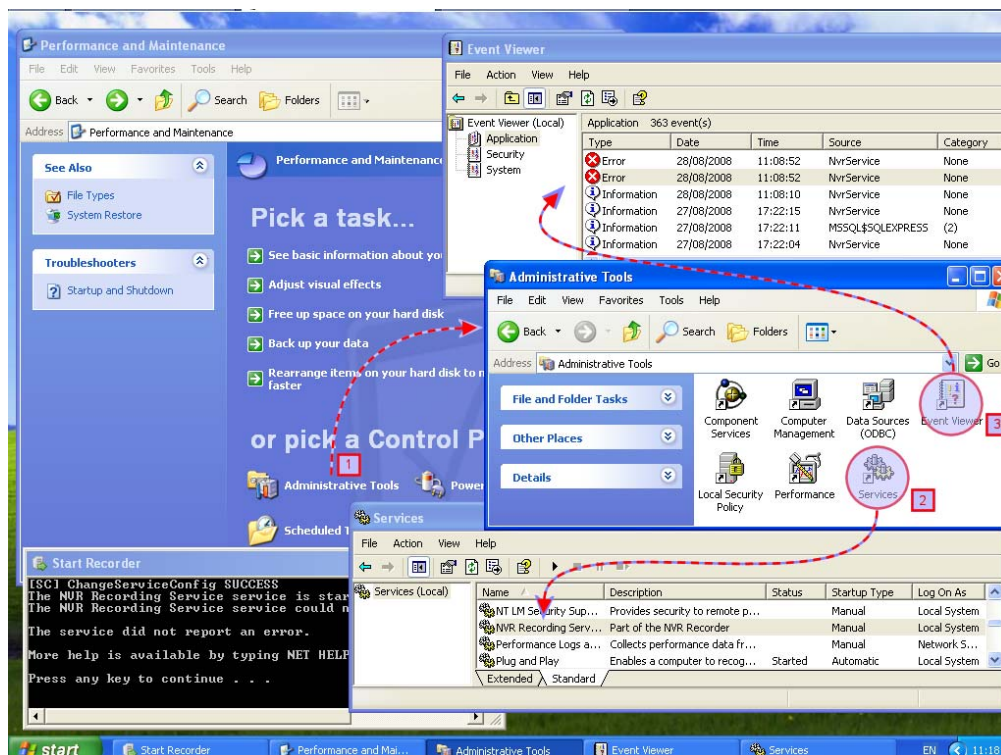 Performance and Maintenance
File Edit View Favorites Tools Help
Back Search Folders
Address Performance and Maintenance
See Also
File Types
System Restore
Troubleshooters
Startup and Shutdown
Performance and Maintenance
Pick a task...
See basic information about
Adjust visual effects
Free up space on your hard disk
Back up your data
Rearrange items on your hard disk to
faster
or pick a Control P
1
Administrative Tools
Power
Scheduled
Event Viewer
File Action View Help
Event Viewer (Local)
Application
Security
System
Application 363 event(s)
Type Date Time Source Category
Error 28/08/2008 11:08:52 NvrService None
Error 28/08/2008 11:08:52 NvrService None
Information 28/08/2008 11:08:10 NvrService None
Information 27/08/2008 17:22:15 NvrService None
Information 27/08/2008 17:22:11 MSSQL$SQLEXPRESS (2)
Information 27/08/2008 17:22:04 NvrService None
Administrative Tools
File Edit View Favorites Tools Help
Back Search Folders
Address Administrative Tools Go
File and Folder Tasks
Other Places
Details
Component
Services
Computer
Management
Data Sources
(ODBC)
Event Viewer
3
Local Security
Policy
Performance
Services
2
Services
File Action View Help
Services (Local)
Name Description Status Startup Type Log On As
NT LM Security Sup... Provides security to remote p... Manual Local System
NVR Recording Serv... Part of the NVR Recorder Manual Local System
Performance Logs a... Collects performance data fr... Manual Network S...
Plug and Play Enables a computer to recog... Started Automatic Local System
Extended Standard
Start Recorder
[SC] ChangeServiceConfig SUCCESS
The NVR Recording Service service is star
The NVR Recording Service service could n
The service did not report an error.
More help is available by typing NET HELP
Press any key to continue . . .
start Start Recorder Performance and Mai... Administrative Tools Event Viewer Services EN 11:18